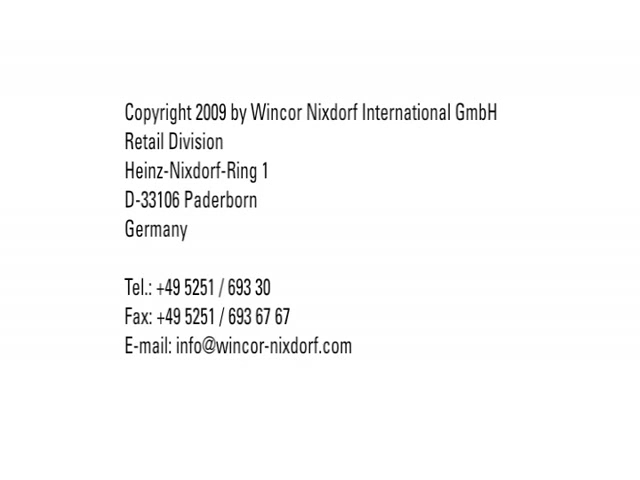 Copyright 2009 by Wincor Nixdorf International GmbH
Retail Division
Heinz-Nixdorf-Ring 1
D-33106 Paderborn
Germany
Tel.: +49 5251 / 693 30
Fax: +49 5251 / 693 67 67
E-mail: info@wincor-nixdorf.com